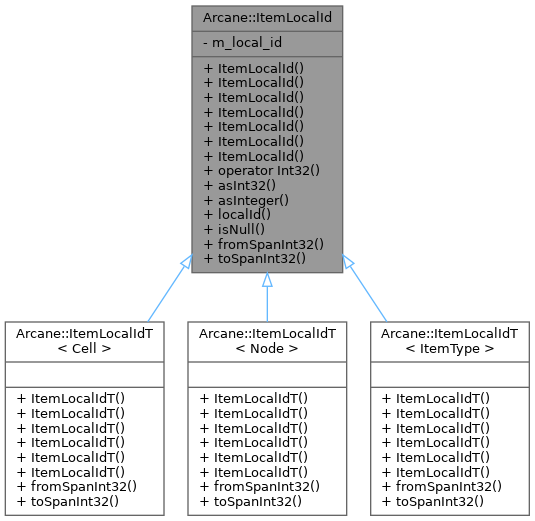 Arcane::ItemLocalId
- m_local_id
+ ItemLocalId()
+ ItemLocalId()
+ ItemLocalId()
+ ItemLocalId()
+ ItemLocalId()
+ ItemLocalId()
+ ItemLocalId()
+ operator Int32()
+ asInt32()
+ asInteger()
+ localId()
+ isNull()
+ fromSpanInt32()
+ toSpanInt32()
Arcane::ItemLocalIdT
< Cell >
+ ItemLocalIdT()
+ ItemLocalIdT()
+ ItemLocalIdT()
+ ItemLocalIdT()
+ ItemLocalIdT()
+ ItemLocalIdT()
+ fromSpanInt32()
+ toSpanInt32()
Arcane::ItemLocalIdT
< Node >
+ ItemLocalIdT()
+ ItemLocalIdT()
+ ItemLocalIdT()
+ ItemLocalIdT()
+ ItemLocalIdT()
+ ItemLocalIdT()
+ fromSpanInt32()
+ toSpanInt32()
Arcane::ItemLocalIdT
< ItemType >
+ ItemLocalIdT()
+ ItemLocalIdT()
+ ItemLocalIdT()
+ ItemLocalIdT()
+ ItemLocalIdT()
+ ItemLocalIdT()
+ fromSpanInt32()
+ toSpanInt32()